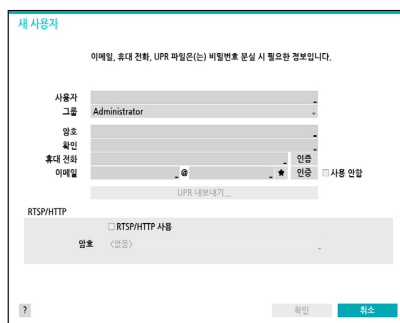 새 사용자
이메일, 휴대 전화, UPR 파일은(는) 비밀번호 분실 시 필요한 정보입니다.
사용자
그룹 Administrator
암호
확인
휴대 전화 인증
이메일 @ ★ 인증 사용 안함
UPR 내보내기...
RTSP/HTTP
RTSP/HTTP 사용
암호 <없음>
? 확인 취소